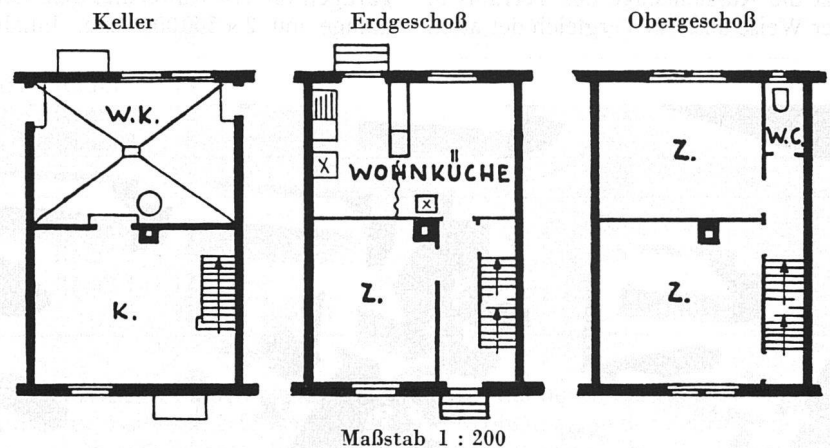 Keller Erdgeschoß Obergeschoß
W.K.
K.
WOHNKÜCHE
Z.
Z.
W.C.
Z.
Maßstab 1 : 200